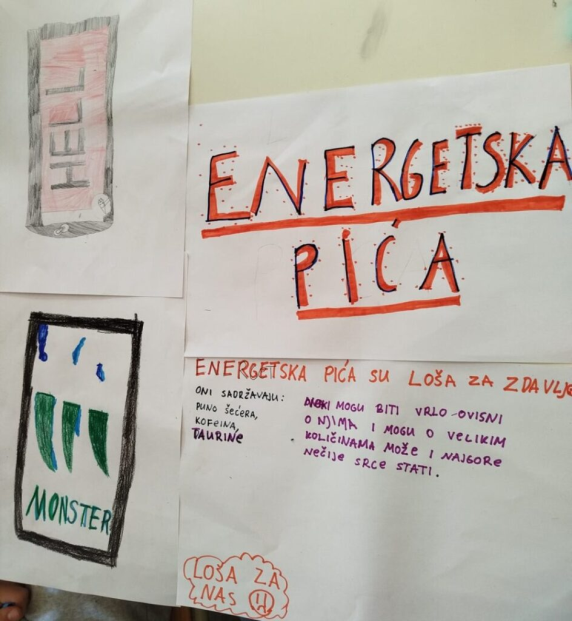 HELL
ENERGETSKA
PIĆA
MONSTER
ENERGETSKA PIĆA SU LOŠA ZA ZDAVLJE
ONI SADRŽAVAJU:
PUNO ŠEĆERA,
KOFEINA,
TAURINE
MOGU BITI VRLO OVISNI
O NJIMA I MOGU O VELIKIM
KOLIČINAMA MOŽE I NAJGORE
NEČIJE SRCE STATI.
LOŠA ZA
NAS